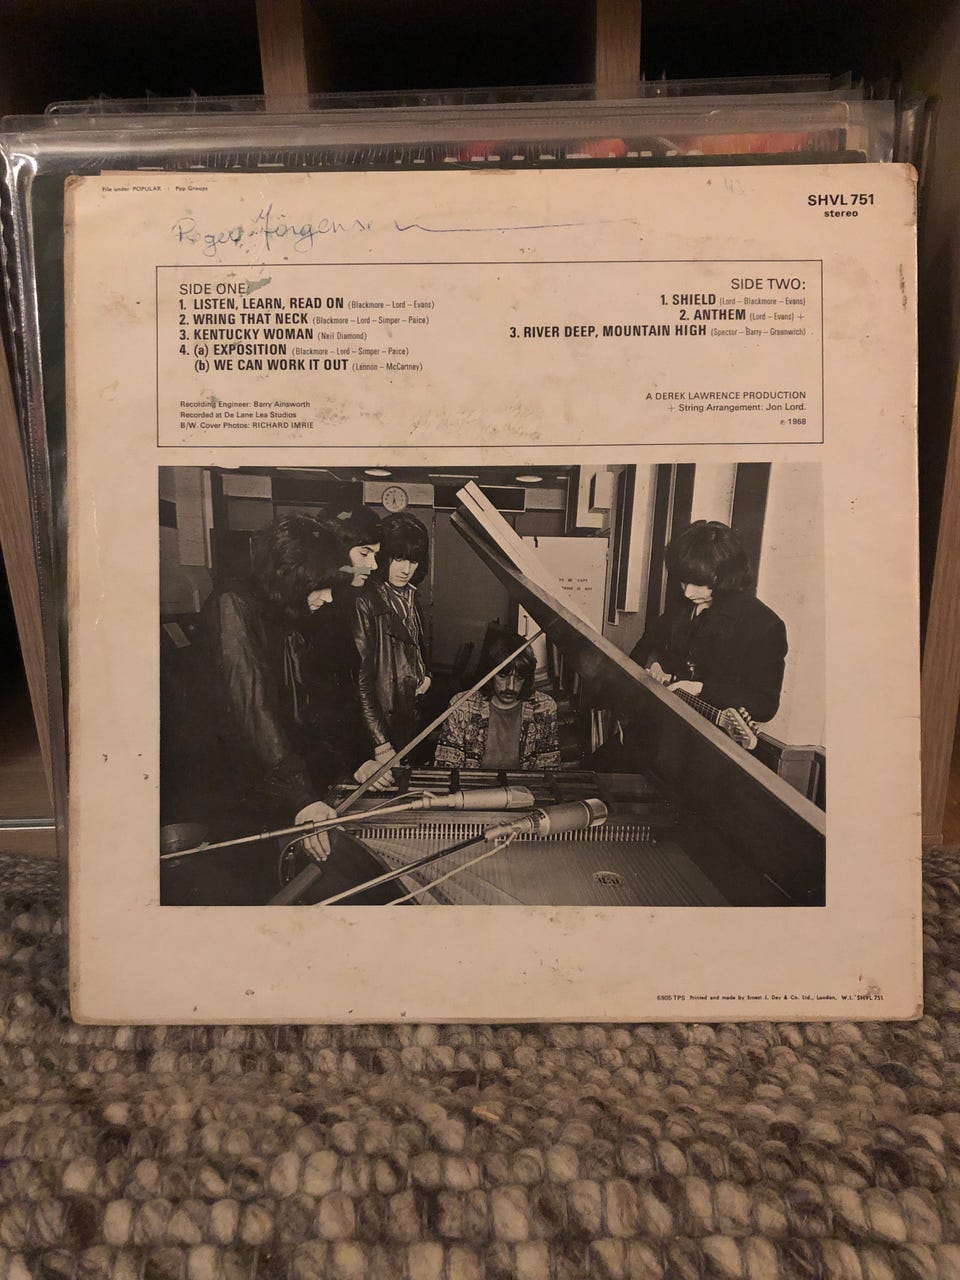 File under POPULAR : Pop Groups
SHVL 751
stereo
Roger Jörgensen
SIDE ONE:
1. LISTEN, LEARN, READ ON (Blackmore – Lord – Evans)
2. WRING THAT NECK (Blackmore – Lord – Simper – Paice)
3. KENTUCKY WOMAN (Neil Diamond)
4. (a) EXPOSITION (Blackmore – Lord – Simper – Paice)
(b) WE CAN WORK IT OUT (Lennon – McCartney)
Recording Engineer: Barry Ainsworth
Recorded at De Lane Lea Studios
B/W. Cover Photos: RICHARD IMRIE
SIDE TWO:
1. SHIELD (Lord – Blackmore – Evans)
2. ANTHEM (Lord – Evans) +
3. RIVER DEEP, MOUNTAIN HIGH (Spector – Barry – Greenwich)
A DEREK LAWRENCE PRODUCTION
+ String Arrangement: Jon Lord.
℗ 1968
6905 TPS Printed and made by Ernest J. Day & Co. Ltd., London, W.1. SHVL 751